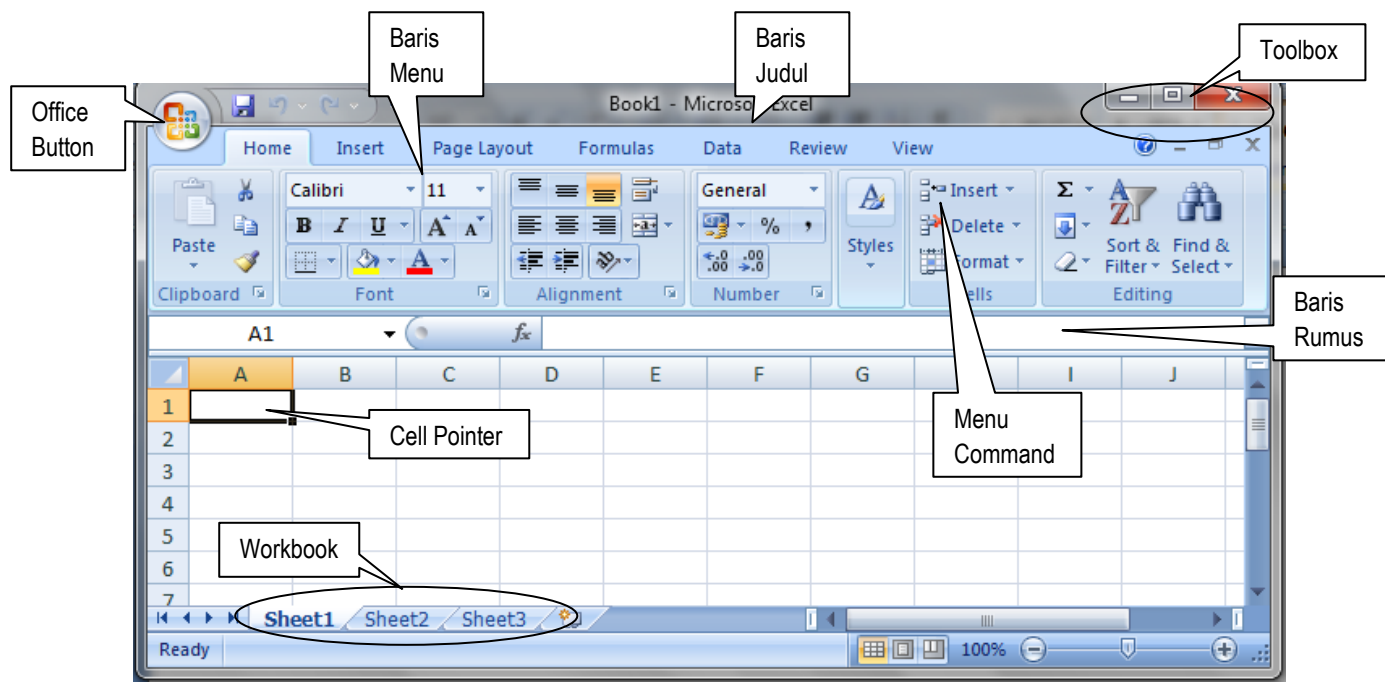 Baris
Menu
Baris
Judul
Toolbox
Office
Button
Book1 - Microsoft Excel
Home Insert Page Layout Formulas Data Review View
Calibri 11 General Insert
B I U A A % , Delete
Paste Styles Sort & Find &
A .00 .00 Format Filter Select
Clipboard Font Alignment Number Editing
Baris
Rumus
A1 fx
A B C D E F G I J
1
2
3
4
5
6
7
Cell Pointer
Menu
Command
Workbook
Sheet1 Sheet2 Sheet3
Ready 100%